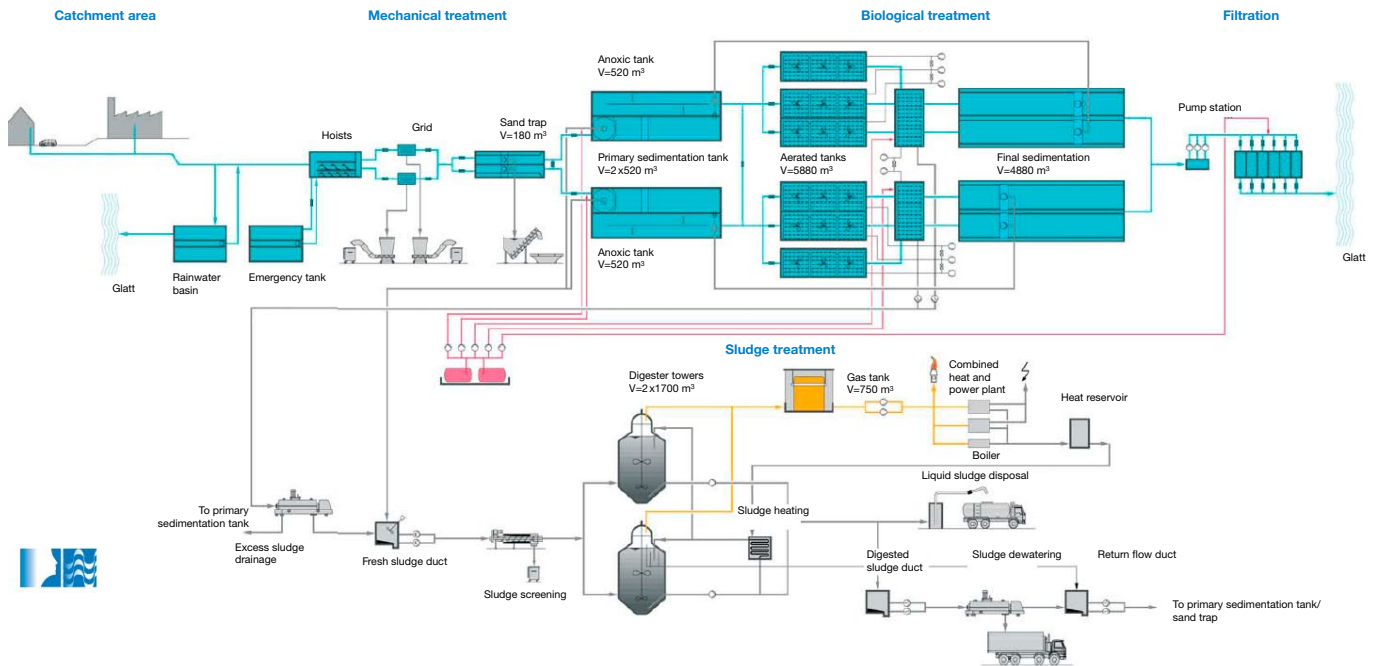 Catchment area
Mechanical treatment
Biological treatment
Filtration
Anoxic tank
V=520 m³
Hoists
Grid
Sand trap
V=180 m³
Pump station
Primary sedimentation tank
V=2x520 m³
Aerated tanks
V=5880 m³
Final sedimentation
V=4880 m³
Anoxic tank
V=520 m³
Glatt
Rainwater
basin
Emergency tank
Glatt
Sludge treatment
Digester towers
V=2x1700 m³
Gas tank
V=750 m³
Combined
heat and
power plant
Heat reservoir
Boiler
Liquid sludge disposal
To primary
sedimentation tank
Excess sludge
drainage
Fresh sludge duct
Sludge screening
Sludge heating
Digested
sludge duct
Sludge dewatering
Return flow duct
To primary sedimentation tank/
sand trap